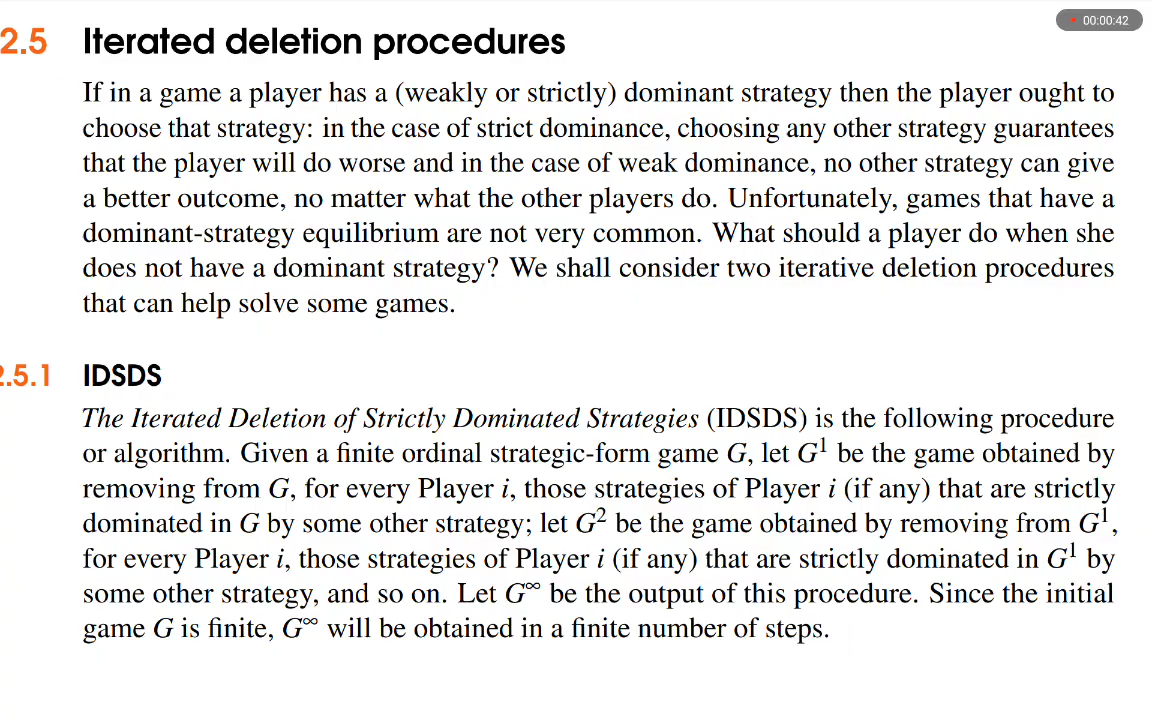 00:00:42
2.5 Iterated deletion procedures
If in a game a player has a (weakly or strictly) dominant strategy then the player ought to
choose that strategy: in the case of strict dominance, choosing any other strategy guarantees
that the player will do worse and in the case of weak dominance, no other strategy can give
a better outcome, no matter what the other players do. Unfortunately, games that have a
dominant-strategy equilibrium are not very common. What should a player do when she
does not have a dominant strategy? We shall consider two iterative deletion procedures
that can help solve some games.
2.5.1 IDSDS
The Iterated Deletion of Strictly Dominated Strategies (IDSDS) is the following procedure
or algorithm. Given a finite ordinal strategic-form game G, let G¹ be the game obtained by
removing from G, for every Player i, those strategies of Player i (if any) that are strictly
dominated in G by some other strategy; let G² be the game obtained by removing from G¹,
for every Player i, those strategies of Player i (if any) that are strictly dominated in G¹ by
some other strategy, and so on. Let G^∞ be the output of this procedure. Since the initial
game G is finite, G^∞ will be obtained in a finite number of steps.